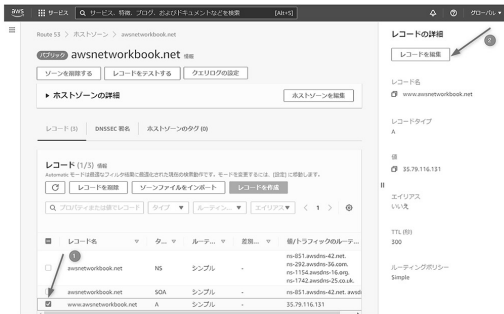 aws
サービス
サービス、特徴、ブログ、およびドキュメントなどを検索
[Alt+S]
グローバル ▼
Route 53 > ホストゾーン > awsnetworkbook.net
パブリック awsnetworkbook.net 情報
ゾーンを削除する
レコードをテストする
クエリログの設定
▶ ホストゾーンの詳細
ホストゾーンを編集
レコード (3)
DNSSEC 署名
ホストゾーンのタグ (0)
レコード (1/3) 情報
Automatic モードは最適なフィルタ結果に最適化された現在の検索動作です。モードを変更するには、[設定] に移動します。
レコードを削除
ゾーンファイルをインポート
レコードを作成
プロパティまたは値でレコード
タイプ ▼
ルーティン... ▼
エイリアス ▼
< 1 >
レコード名
タ...
ルーテ...
差別...
値/トラフィックのルーテ...
1
awsnetworkbook.net
NS
シンプル
-
ns-851.awsdns-42.net.
ns-292.awsdns-36.com.
ns-1154.awsdns-16.org.
ns-1742.awsdns-25.co.uk.
awsnetworkbook.net
SOA
シンプル
-
ns-851.awsdns-42.net. awsd
www.awsnetworkbook.net
A
シンプル
-
35.79.116.131
レコードの詳細
2
レコードを編集
レコード名
www.awsnetworkbook.net
レコードタイプ
A
値
35.79.116.131
エイリアス
いいえ
TTL (秒)
300
ルーティングポリシー
Simple